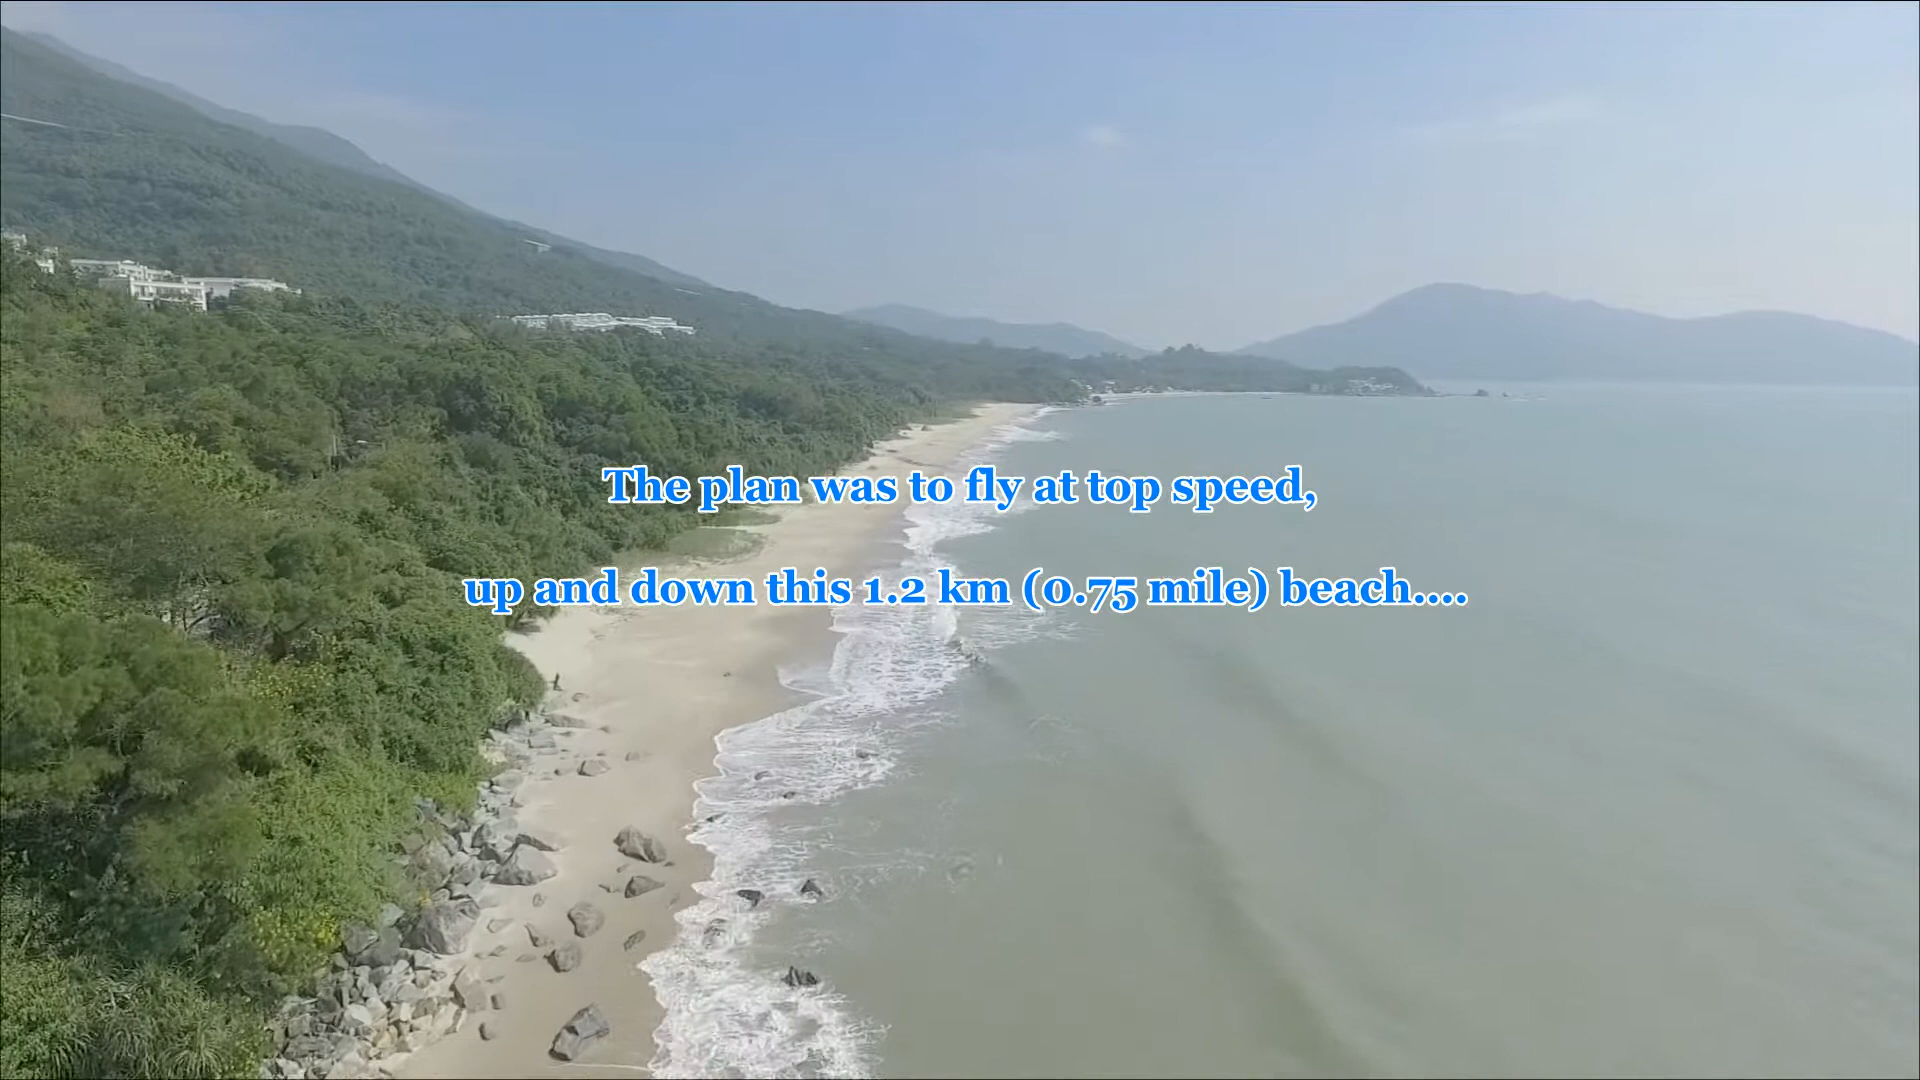 The plan was to fly at top speed,
up and down this 1.2 km (0.75 mile) beach....